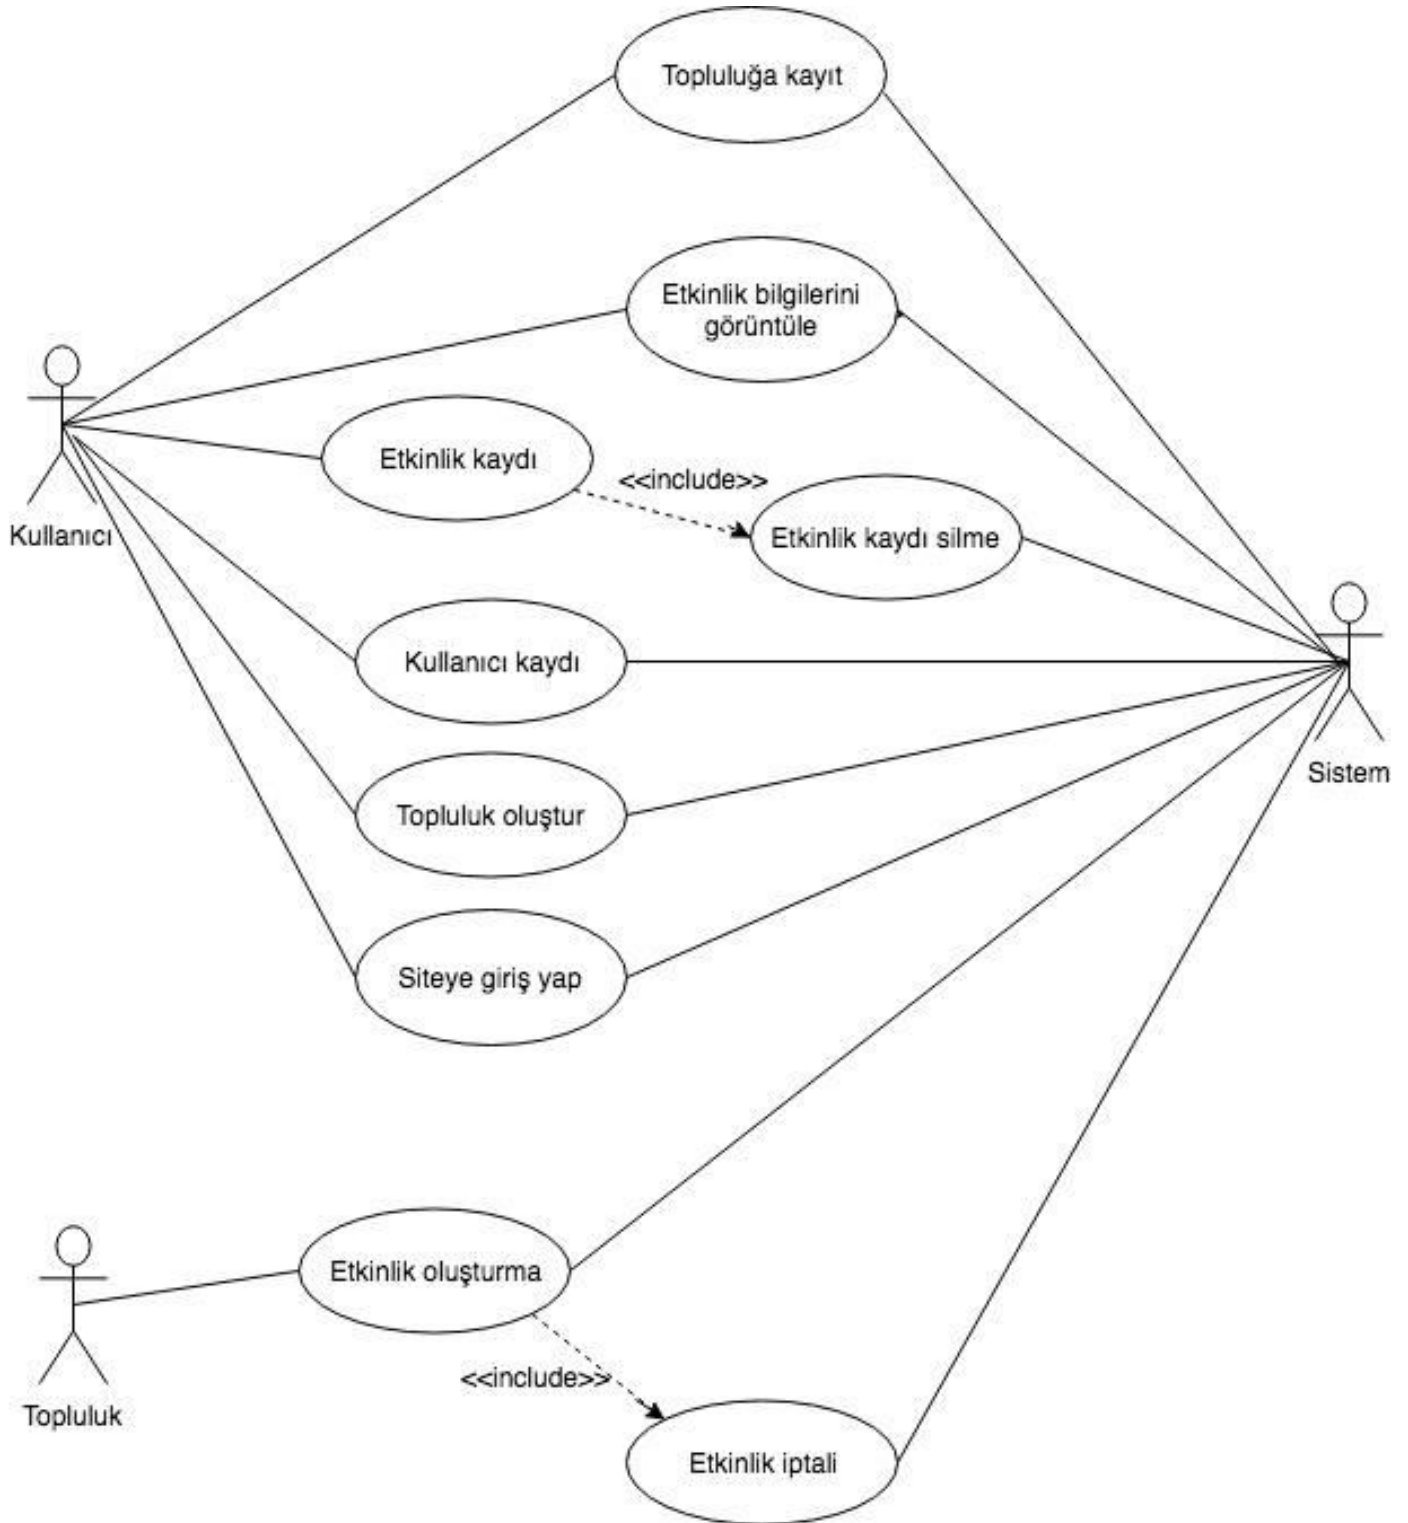 Topluluğa kayıt
Etkinlik bilgilerini
görüntüle
Etkinlik kaydı
<<include>>
Etkinlik kaydı silme
Kullanıcı
Kullanıcı kaydı
Sistem
Topluluk oluştur
Siteye giriş yap
Etkinlik oluşturma
<<include>>
Topluluk
Etkinlik iptali